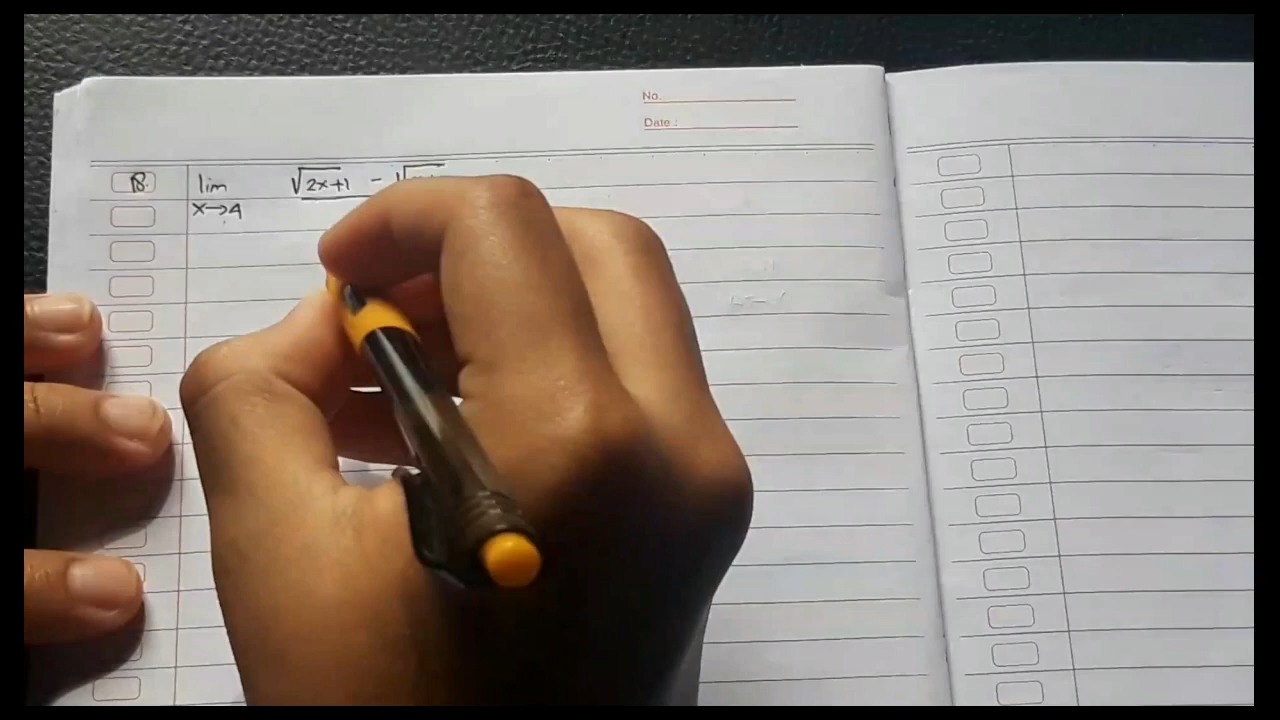 No.
Date :
18. lim √2x+1 - √
x→4